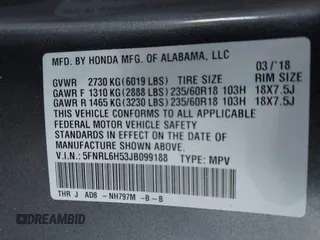 MFD. BY HONDA MFG. OF ALABAMA, LLC
03/'18
GVWR 2730 KG (6019 LBS) TIRE SIZE RIM SIZE
GAWR F 1310 KG (2888 LBS) 235/60R18 103H 18X7.5J
GAWR R 1465 KG (3230 LBS) 235/60R18 103H 18X7.5J
THIS VEHICLE CONFORMS TO ALL APPLICABLE
FEDERAL MOTOR VEHICLE SAFETY STANDARDS
IN EFFECT ON THE DATE OF
MANUFACTURE SHOWN ABOVE.
V.I.N.: 5FNRL6H53JB099188 TYPE: MPV
THR J AD8 -NH797M -B -B
DREAMBID